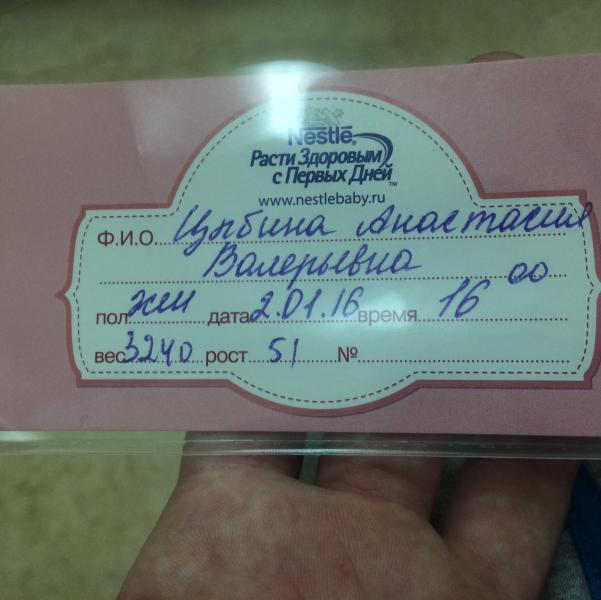 Nestlé®
Расти Здоровым
с Первых Дней™
www.nestlebaby.ru
Ф.И.О. Цыбина Анастасия
Валерьевна
пол жен дата 2.01.16 время 16 00
вес 3240 рост 51 №